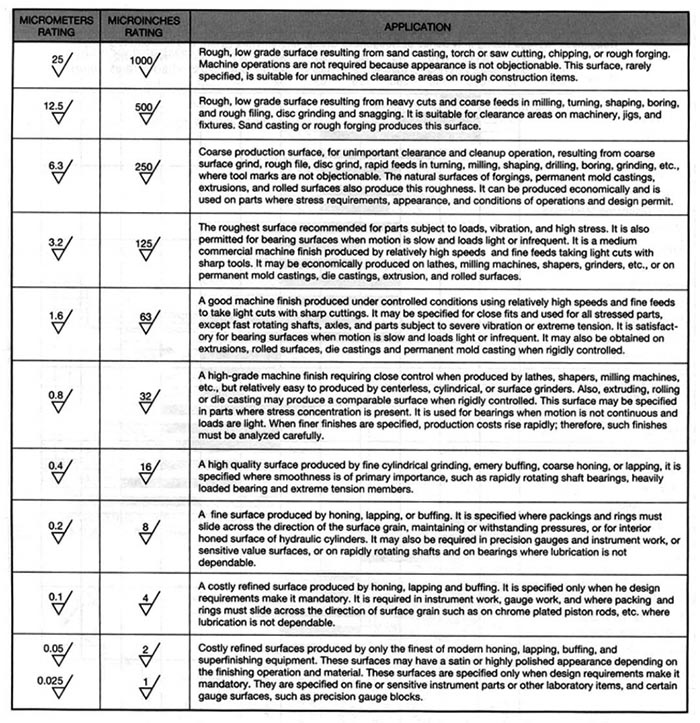 MICROMETERS RATING
MICROINCHES RATING
APPLICATION
25
1000
Rough, low grade surface resulting from sand casting, torch or saw cutting, chipping, or rough forging.
Machine operations are not required because appearance is not objectionable. This surface, rarely
specified, is suitable for unmachined clearance areas on rough construction items.
12.5
500
Rough, low grade surface resulting from heavy cuts and coarse feeds in milling, turning, shaping, boring,
and rough filing, disc grinding and snagging. It is suitable for clearance areas on machinery, jigs, and
fixtures. Sand casting or rough forging produces this surface.
6.3
250
Coarse production surface, for unimportant clearance and cleanup operation, resulting from coarse
surface grind, rough file, disc grind, rapid feeds in turning, milling, shaping, drilling, boring, grinding, etc.,
where tool marks are not objectionable. The natural surfaces of forgings, permanent mold castings,
extrusions, and rolled surfaces also produce this roughness. It can be produced economically and is
used on parts where stress requirements, appearance, and conditions of operations and design permit.
3.2
125
The roughest surface recommended for parts subject to loads, vibration, and high stress. It is also
permitted for bearing surfaces when motion is slow and loads light or infrequent. It is a medium
commercial machine finish produced by relatively high speeds and fine feeds taking light cuts with
sharp tools. It may be economically produced on lathes, milling machines, shapers, grinders, etc., or on
permanent mold castings, die castings, extrusion, and rolled surfaces.
1.6
63
A good machine finish produced under controlled conditions using relatively high speeds and fine feeds
to take light cuts with sharp cuttings. It may be specified for close fits and used for all stressed parts,
except fast rotating shafts, axles, and parts subject to severe vibration or extreme tension. It is satisfact-
ory for bearing surfaces when motion is slow and loads light or infrequent. It may also be obtained on
extrusions, rolled surfaces, die castings and permanent mold casting when rigidly controlled.
0.8
32
A high-grade machine finish requiring close control when produced by lathes, shapers, milling machines,
etc., but relatively easy to produced by centerless, cylindrical, or surface grinders. Also, extruding, rolling
or die casting may produce a comparable surface when rigidly controlled. This surface may be specified
in parts where stress concentration is present. It is used for bearings when motion is not continuous and
loads are light. When finer finishes are specified, production costs rise rapidly; therefore, such finishes
must be analyzed carefully.
0.4
16
A high quality surface produced by fine cylindrical grinding, emery buffing, coarse honing, or lapping, it is
specified where smoothness is of primary importance, such as rapidly rotating shaft bearings, heavily
loaded bearing and extreme tension members.
0.2
8
A fine surface produced by honing, lapping, or buffing. It is specified where packings and rings must
slide across the direction of the surface grain, maintaining or withstanding pressures, or for interior
honed surface of hydraulic cylinders. It may also be required in precision gauges and instrument work, or
sensitive value surfaces, or on rapidly rotating shafts and on bearings where lubrication is not
dependable.
0.1
4
A costly refined surface produced by honing, lapping and buffing. It is specified only when he design
requirements make it mandatory. It is required in instrument work, gauge work, and where packing and
rings must slide across the direction of surface grain such as on chrome plated piston rods, etc. where
lubrication is not dependable.
0.05
2
0.025
1
Costly refined surfaces produced by only the finest of modern honing, lapping, buffing, and
superfinishing equipment. These surfaces may have a satin or highly polished appearance depending on
the finishing operation and material. These surfaces are specified only when design requirements make it
mandatory. They are specified on fine or sensitive instrument parts or other laboratory items, and certain
gauge surfaces, such as precision gauge blocks.